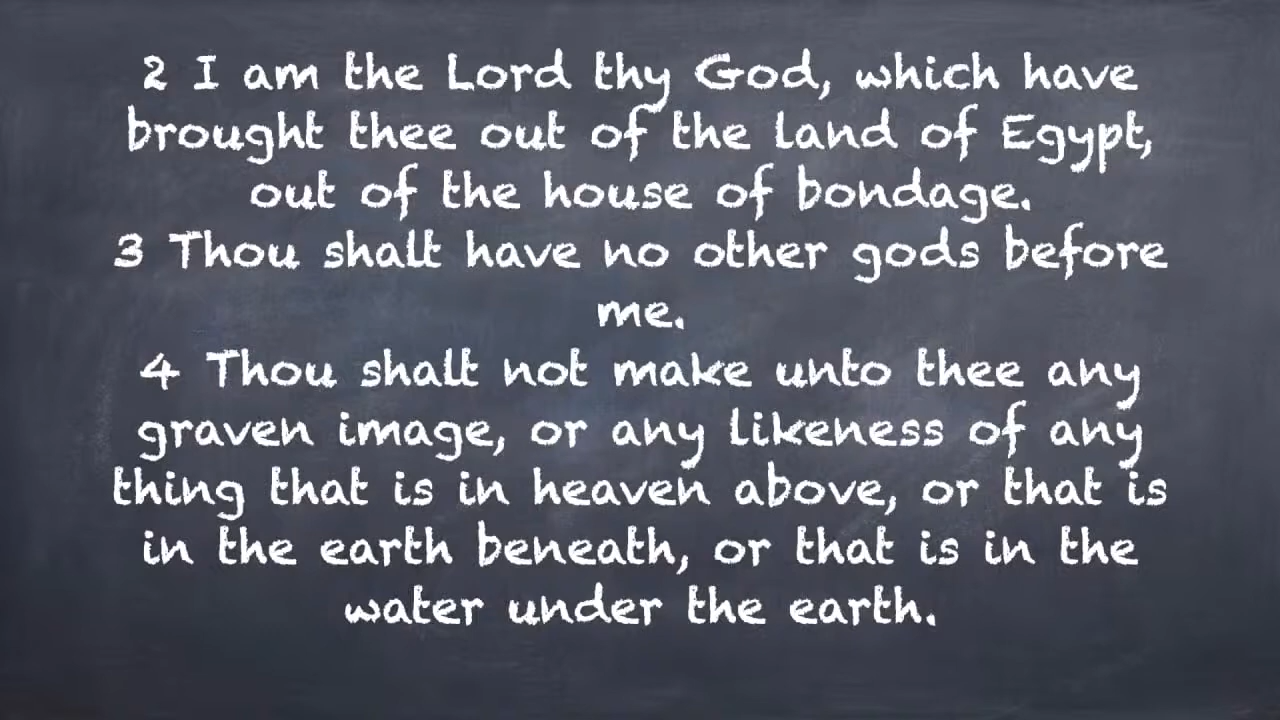 2 I am the Lord thy God, which have
brought thee out of the land of Egypt,
out of the house of bondage.
3 Thou shalt have no other gods before
me.
4 Thou shalt not make unto thee any
graven image, or any likeness of any
thing that is in heaven above, or that is
in the earth beneath, or that is in the
water under the earth.